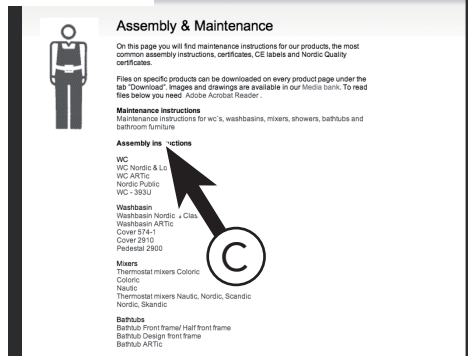 Assembly & Maintenance
On this page you will find maintenance instructions for our products, the most
common assembly instructions, certificates, CE labels and Nordic Quality
certificates.
Files on specific products can be downloaded on every product page under the
tab "Download". Images and drawings are available in our Media bank. To read
files below you need Adobe Acrobat Reader .
Maintenance instructions
Maintenance instructions for wc´s, washbasins, mixers, showers, bathtubs and
bathroom furniture
Assembly
WC
WC Nordic &
WC ARTic
Nordic Public
WC - 393U
Washbasin
Washbasin Nordic
Washbasin ARTic
Cover 574-1
Cover 2910
Pedestal 2900
C
Mixers
Thermostat mixers Coloric
Coloric
Nautic
Thermostat mixers Nautic, Nordic, Scandic
Nordic, Skandic
Bathtubs
Bathtub Front frame/ Half front frame
Bathtub Design front frame
Bathtub ARTic